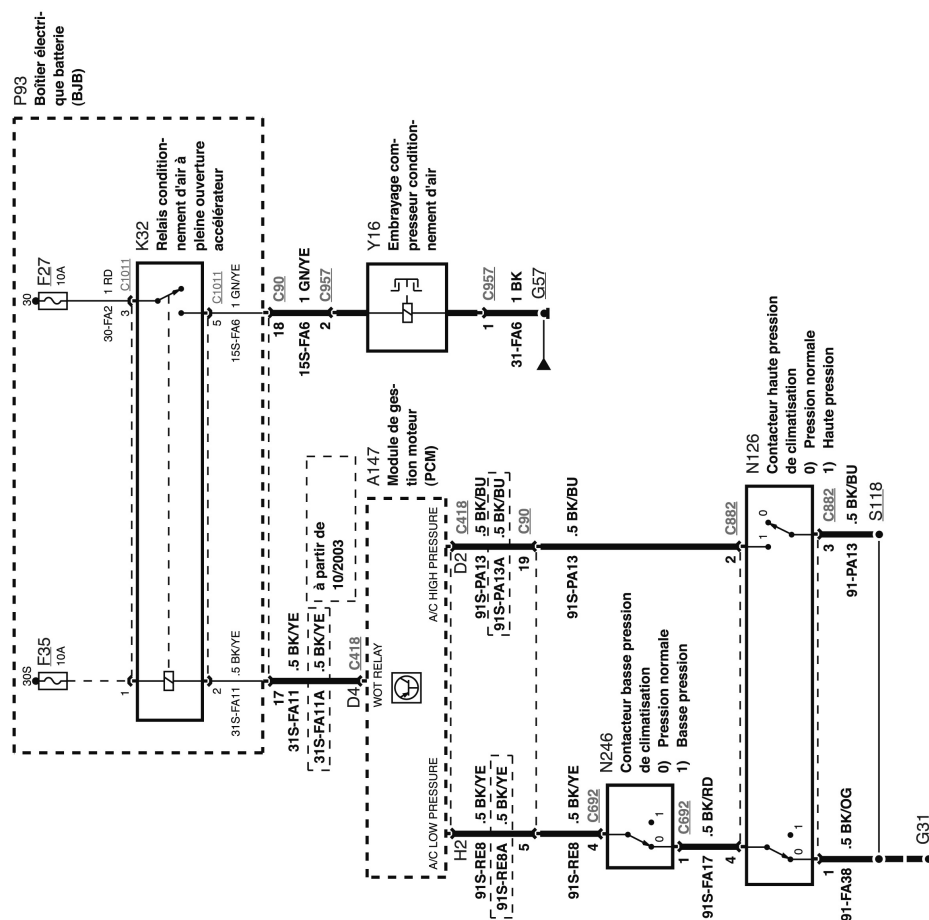 P93
Boîtier électri-
que batterie
(BJB)
30S
F35
10A
30
F27
10A
30-FA2
1 RD
3
C1011
K32
Relais condition-
nement d'air à
pleine ouverture
accélérateur
1
2
31S-FA11
.5 BK/YE
5
C1011
15S-FA6
1 GN/YE
17
31S-FA11
.5 BK/YE
31S-FA11A
.5 BK/YE
à partir de
10/2003
D4
C418
18
C90
15S-FA6
1 GN/YE
2
C957
Y16
Embrayage com-
presseur condition-
nement d'air
1
C957
31-FA6
1 BK
G57
A147
Module de ges-
tion moteur
(PCM)
WOT RELAY
A/C LOW PRESSURE
A/C HIGH PRESSURE
H2
91S-RE8
.5 BK/YE
91S-RE8A
.5 BK/YE
5
91S-RE8
.5 BK/YE
4
C692
D2
C418
91S-PA13
.5 BK/BU
91S-PA13A
.5 BK/BU
19
C90
91S-PA13
.5 BK/BU
2
C882
N246
Contacteur basse pression
de climatisation
0) Pression normale
1) Basse pression
0
1
1
C692
91S-FA17
.5 BK/RD
4
N126
Contacteur haute pression
de climatisation
0) Pression normale
1) Haute pression
0
1
1
0
1
91-FA38
.5 BK/OG
3
C882
91-PA13
.5 BK/BU
S118
G31